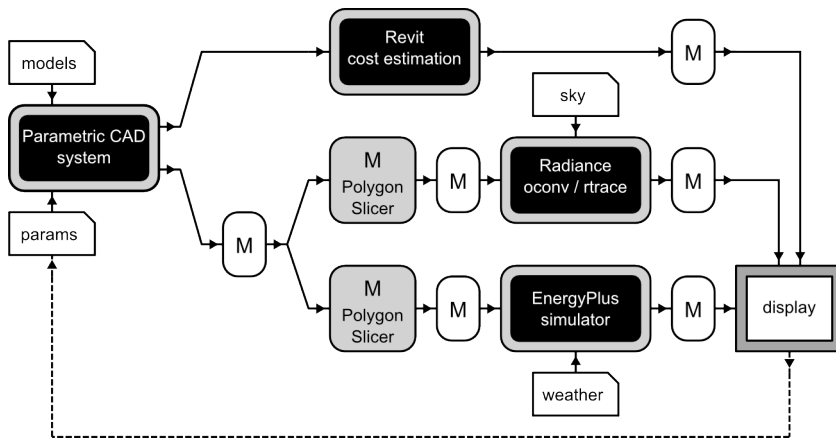 models
Parametric CAD
system
params
Revit
cost estimation
M
sky
M
M
Polygon
Slicer
M
Radiance
oconv / rtrace
M
M
Polygon
Slicer
M
EnergyPlus
simulator
M
weather
display